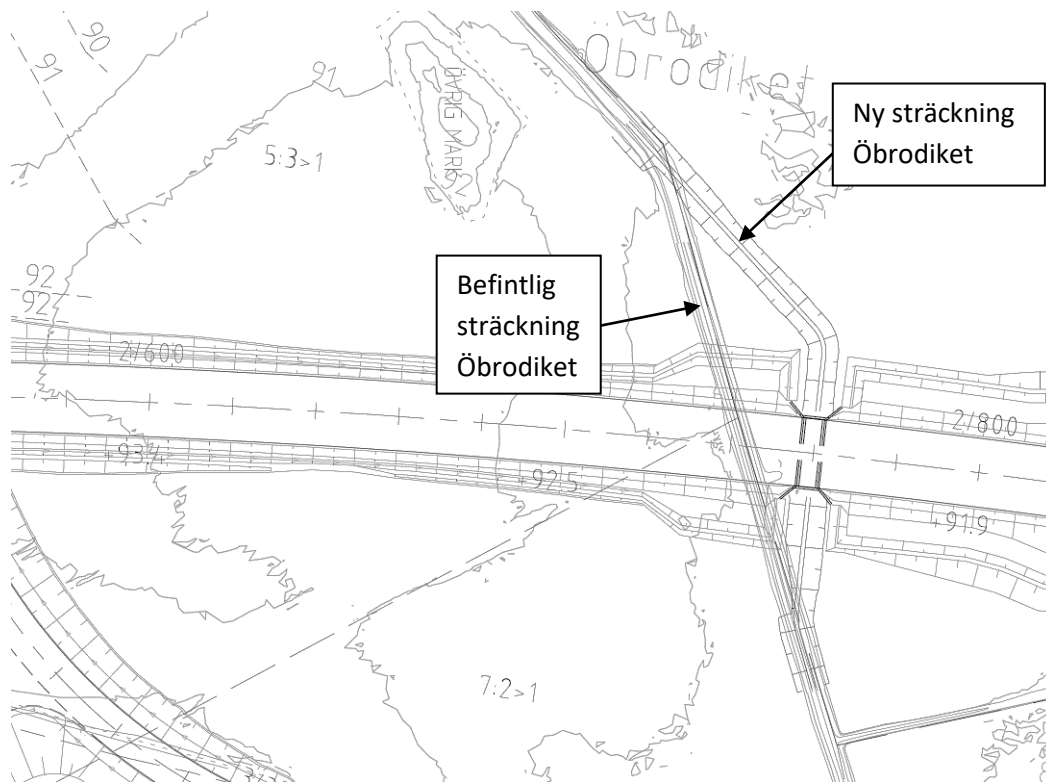 90
91
91
Öbrodiket
ÖVRIG MARK>2
5:3>1
Ny sträckning
Öbrodiket
Befintlig
sträckning
Öbrodiket
92
92
2/600
2/800
+93.4
+92.5
+91.9
7:2>1